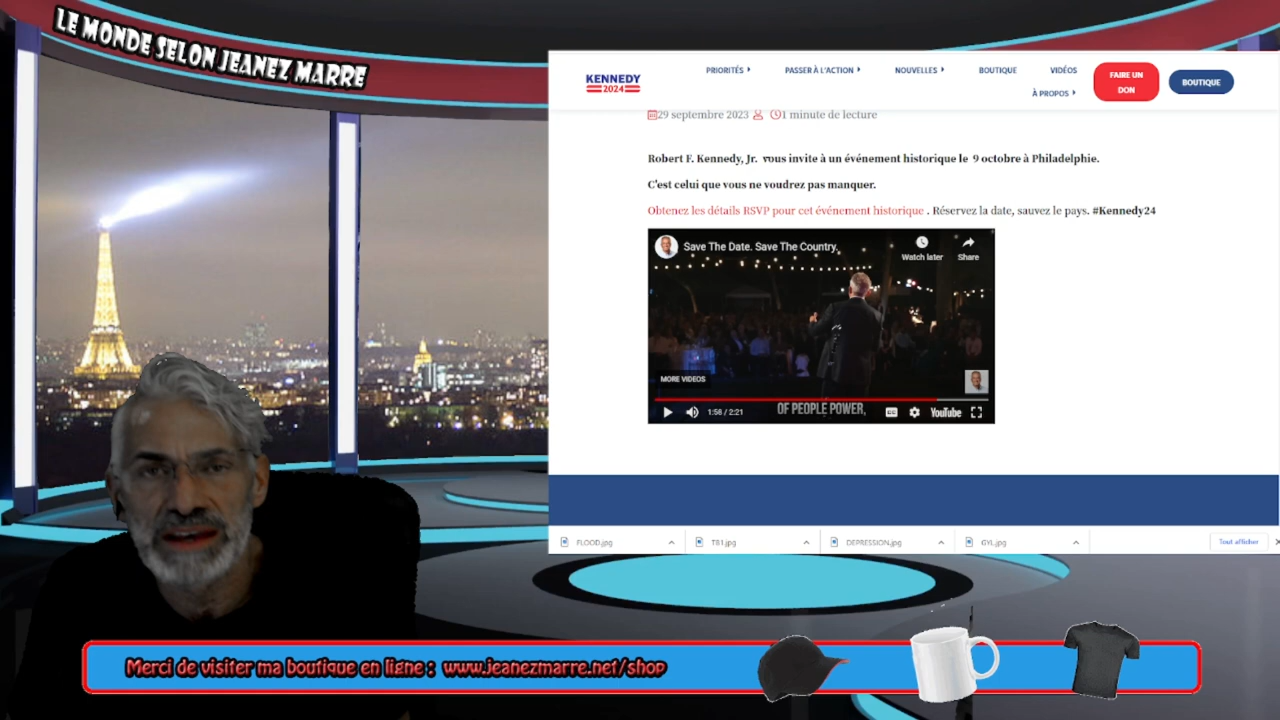 LE MONDE SELON JEANEZ MARRE
KENNEDY
2024
PRIORITÉS
PASSER À L'ACTION
NOUVELLES
BOUTIQUE
VIDÉOS
À PROPOS
FAIRE UN
DON
BOUTIQUE
29 septembre 2023
1 minute de lecture
Robert F. Kennedy, Jr. vous invite à un événement historique le 9 octobre à Philadelphie.
C'est celui que vous ne voudrez pas manquer.
Obtenez les détails RSVP pour cet événement historique . Réservez la date, sauvez le pays. #Kennedy24
Save The Date. Save The Country.
Watch later
Share
MORE VIDEOS
OF PEOPLE POWER,
1:58 / 2:21
CC
YouTube
FLOOD.jpg
TB1.jpg
DEPRESSION.jpg
GYL.jpg
Tout afficher
Merci de visiter ma boutique en ligne : www.jeanezmarre.net/shop